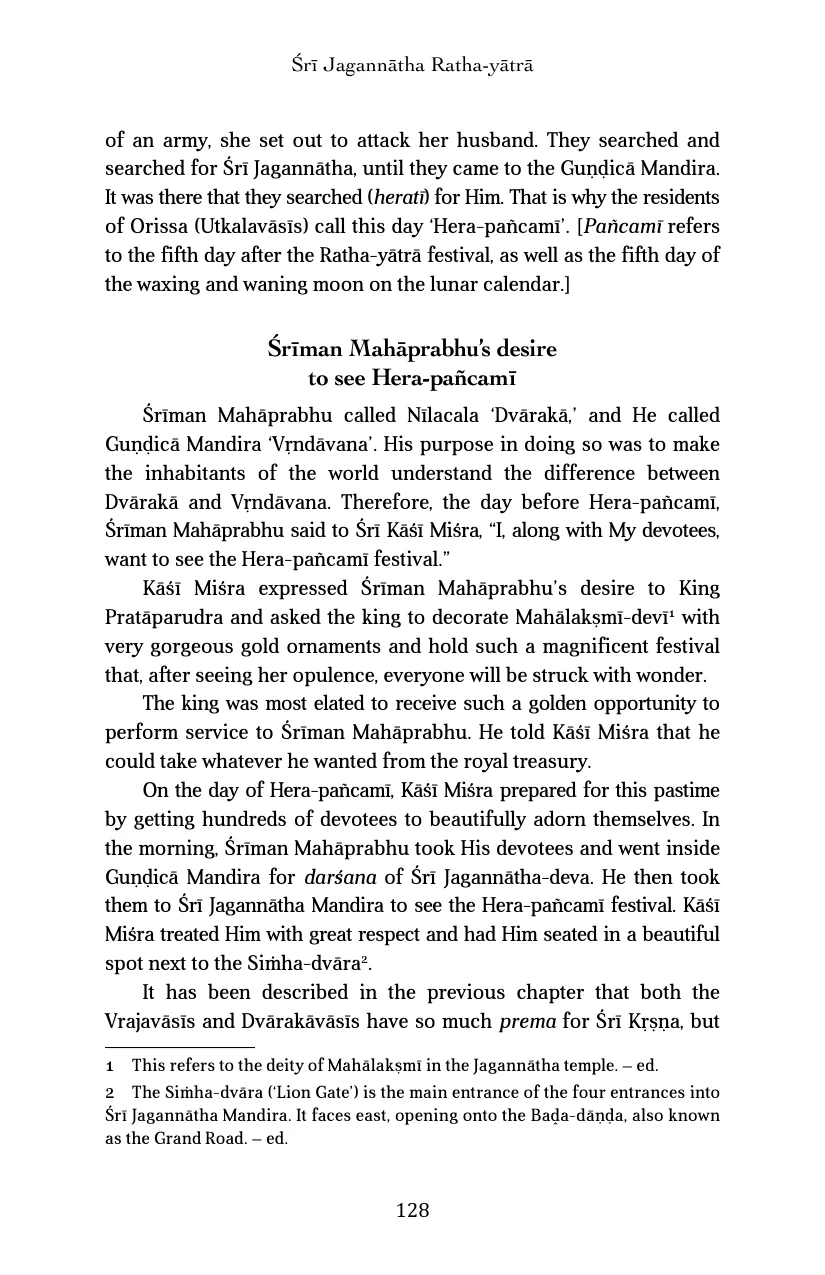 Śrī Jagannātha Ratha-yātrā
of an army, she set out to attack her husband. They searched and
searched for Śrī Jagannātha, until they came to the Guṇḍicā Mandira.
It was there that they searched (heratī) for Him. That is why the residents
of Orissa (Utkalavāsīs) call this day ‘Hera-pañcamī’. [Pañcamī refers
to the fifth day after the Ratha-yātrā festival, as well as the fifth day of
the waxing and waning moon on the lunar calendar.]
Śrīman Mahāprabhu’s desire
to see Hera-pañcamī
Śrīman Mahāprabhu called Nīlacala ‘Dvārakā,’ and He called
Guṇḍicā Mandira ‘Vṛndāvana’. His purpose in doing so was to make
the inhabitants of the world understand the difference between
Dvārakā and Vṛndāvana. Therefore, the day before Hera-pañcamī,
Śrīman Mahāprabhu said to Śrī Kāśī Miśra, “I, along with My devotees,
want to see the Hera-pañcamī festival.”
Kāśī Miśra expressed Śrīman Mahāprabhu’s desire to King
Pratāparudra and asked the king to decorate Mahālakṣmī-devī¹ with
very gorgeous gold ornaments and hold such a magnificent festival
that, after seeing her opulence, everyone will be struck with wonder.
The king was most elated to receive such a golden opportunity to
perform service to Śrīman Mahāprabhu. He told Kāśī Miśra that he
could take whatever he wanted from the royal treasury.
On the day of Hera-pañcamī, Kāśī Miśra prepared for this pastime
by getting hundreds of devotees to beautifully adorn themselves. In
the morning, Śrīman Mahāprabhu took His devotees and went inside
Guṇḍicā Mandira for darśana of Śrī Jagannātha-deva. He then took
them to Śrī Jagannātha Mandira to see the Hera-pañcamī festival. Kāśī
Miśra treated Him with great respect and had Him seated in a beautiful
spot next to the Siṁha-dvāra².
It has been described in the previous chapter that both the
Vrajavāsīs and Dvārakāvāsīs have so much prema for Śrī Kṛṣṇa, but
1 This refers to the deity of Mahālakṣmī in the Jagannātha temple. – ed.
2 The Siṁha-dvāra (‘Lion Gate’) is the main entrance of the four entrances into
Śrī Jagannātha Mandira. It faces east, opening onto the Baḍa-dāṇḍa, also known
as the Grand Road. – ed.
128